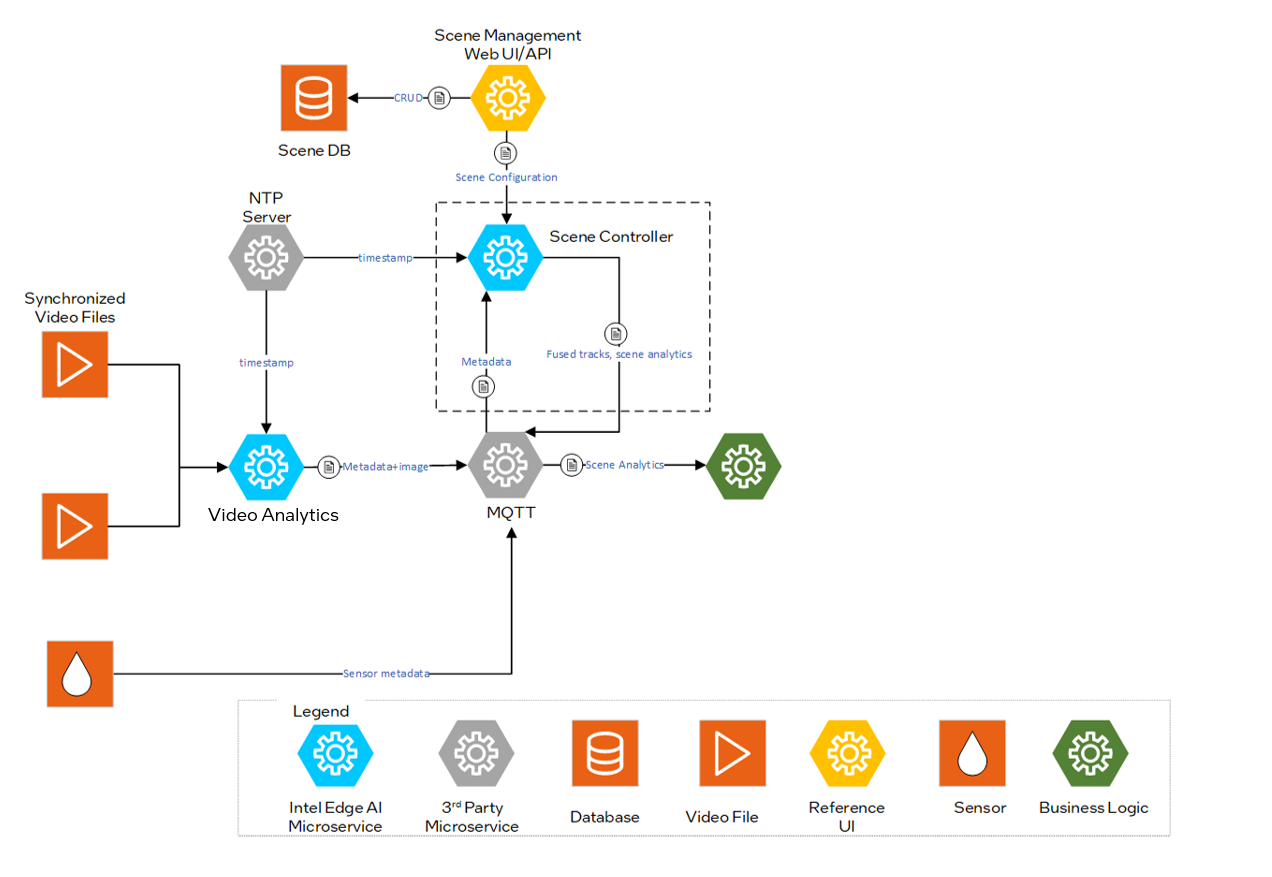 Scene Management
Web UI/API
CRUD
Scene DB
Scene Configuration
NTP
Server
Scene Controller
timestamp
Synchronized
Video Files
timestamp
Metadata
Fused tracks, scene analytics
Metadata+image
Scene Analytics
Video Analytics
MQTT
Sensor metadata
Legend
Intel Edge AI
Microservice
3rd Party
Microservice
Database
Video File
Reference
UI
Sensor
Business Logic